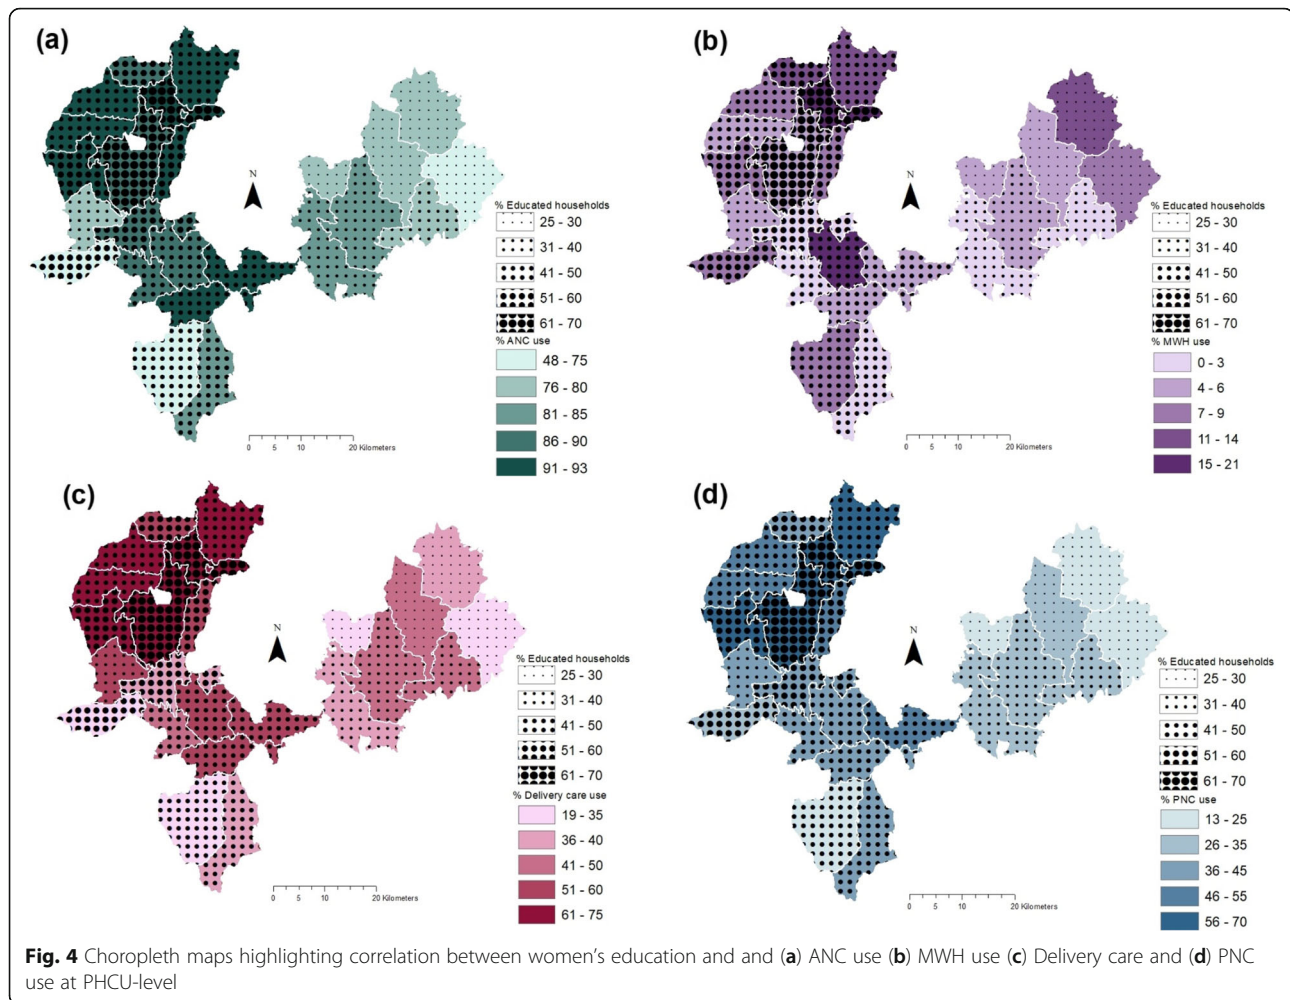 (a)
N
% Educated households
25 - 30
31 - 40
41 - 50
51 - 60
61 - 70
% ANC use
48 - 75
76 - 80
81 - 85
86 - 90
91 - 93
0 5 10 20 Kilometers
(b)
N
% Educated households
25 - 30
31 - 40
41 - 50
51 - 60
61 - 70
% MWH use
0 - 3
4 - 6
7 - 9
11 - 14
15 - 21
0 5 10 20 Kilometers
(c)
N
% Educated households
25 - 30
31 - 40
41 - 50
51 - 60
61 - 70
% Delivery care use
19 - 35
36 - 40
41 - 50
51 - 60
61 - 75
0 5 10 20 Kilometers
(d)
N
% Educated households
25 - 30
31 - 40
41 - 50
51 - 60
61 - 70
% PNC use
13 - 25
26 - 35
36 - 45
46 - 55
56 - 70
0 5 10 20 Kilometers
Fig. 4 Choropleth maps highlighting correlation between women's education and and (a) ANC use (b) MWH use (c) Delivery care and (d) PNC
use at PHCU-level